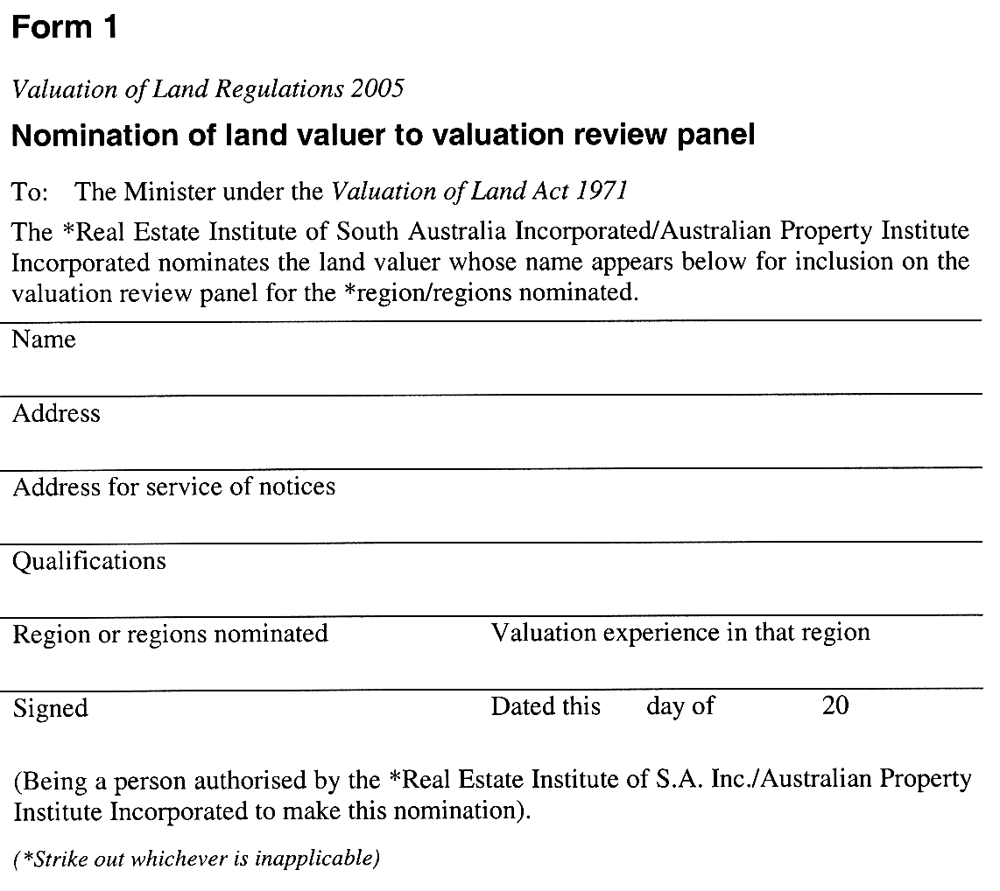 Form 1
Valuation of Land Regulations 2005
Nomination of land valuer to valuation review panel
To: The Minister under the Valuation of Land Act 1971
The *Real Estate Institute of South Australia Incorporated/Australian Property Institute
Incorporated nominates the land valuer whose name appears below for inclusion on the
valuation review panel for the *region/regions nominated.
Name
Address
Address for service of notices
Qualifications
Region or regions nominated Valuation experience in that region
Signed Dated this day of 20
(Being a person authorised by the *Real Estate Institute of S.A. Inc./Australian Property
Institute Incorporated to make this nomination).
(*Strike out whichever is inapplicable)